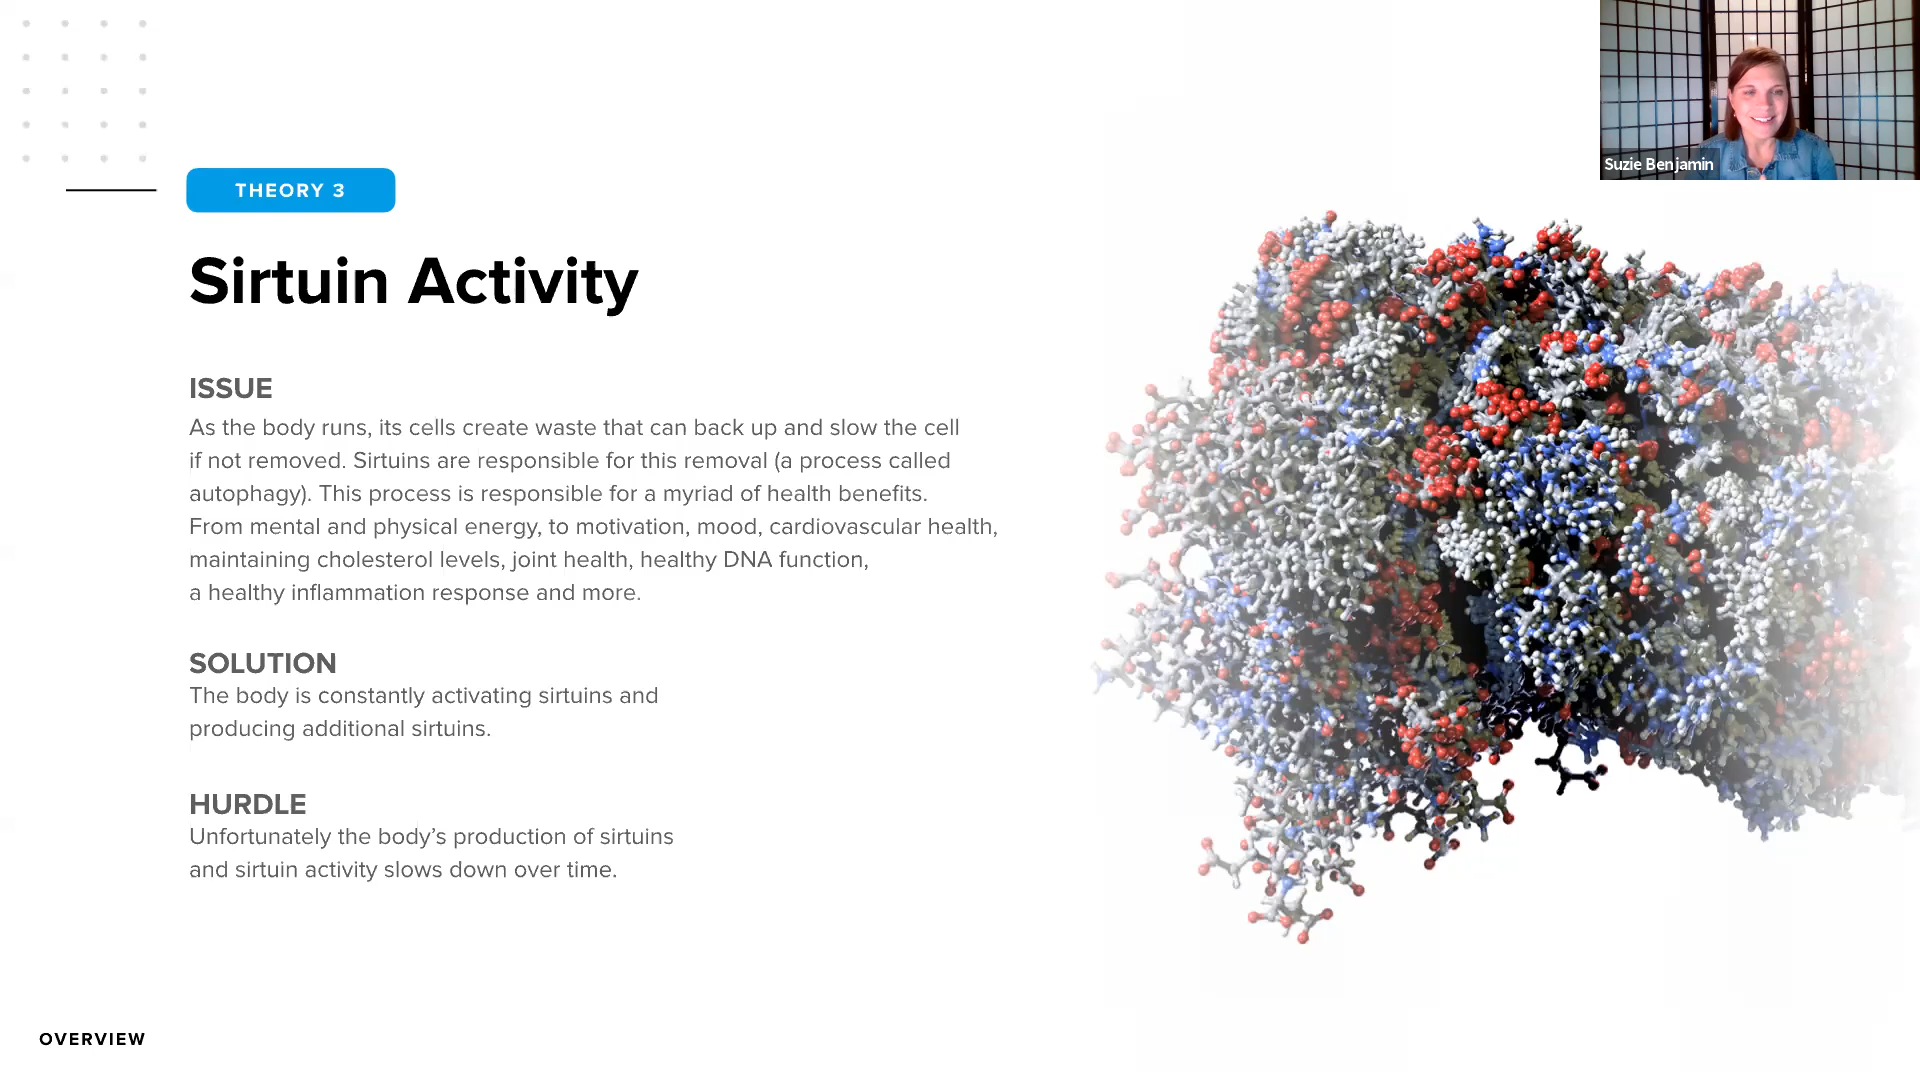 Suzie Benjamin
THEORY 3
Sirtuin Activity
ISSUE
As the body runs, its cells create waste that can back up and slow the cell
if not removed. Sirtuins are responsible for this removal (a process called
autophagy). This process is responsible for a myriad of health benefits.
From mental and physical energy, to motivation, mood, cardiovascular health,
maintaining cholesterol levels, joint health, healthy DNA function,
a healthy inflammation response and more.
SOLUTION
The body is constantly activating sirtuins and
producing additional sirtuins.
HURDLE
Unfortunately the body’s production of sirtuins
and sirtuin activity slows down over time.
OVERVIEW